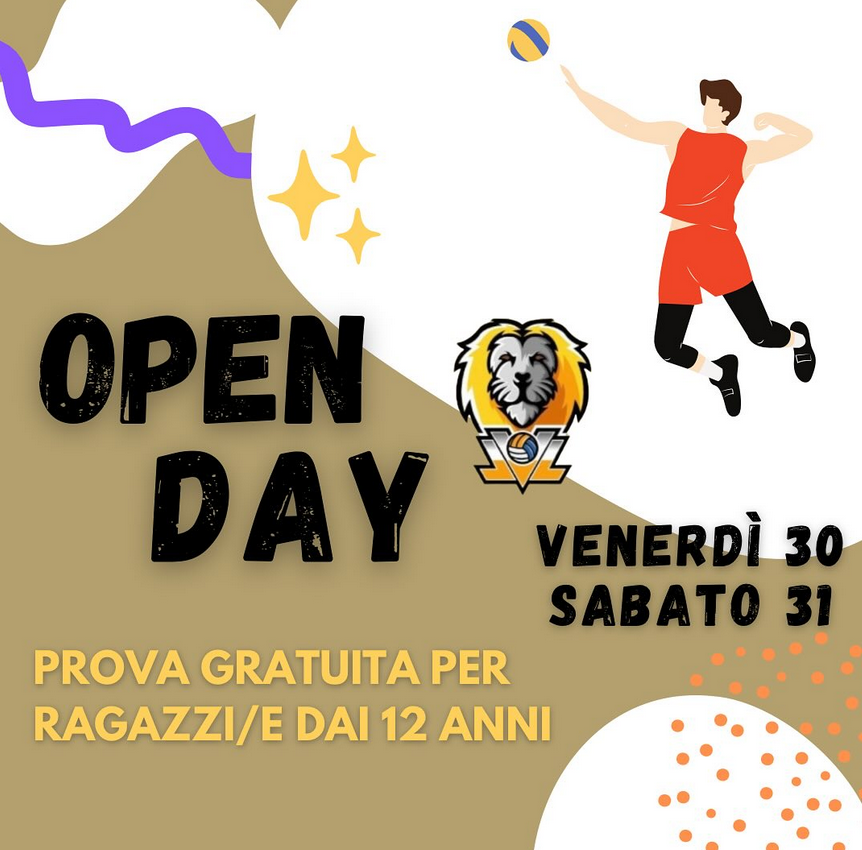 OPEN
DAY
VENERDÌ 30
SABATO 31
PROVA GRATUITA PER
RAGAZZI/E DAI 12 ANNI